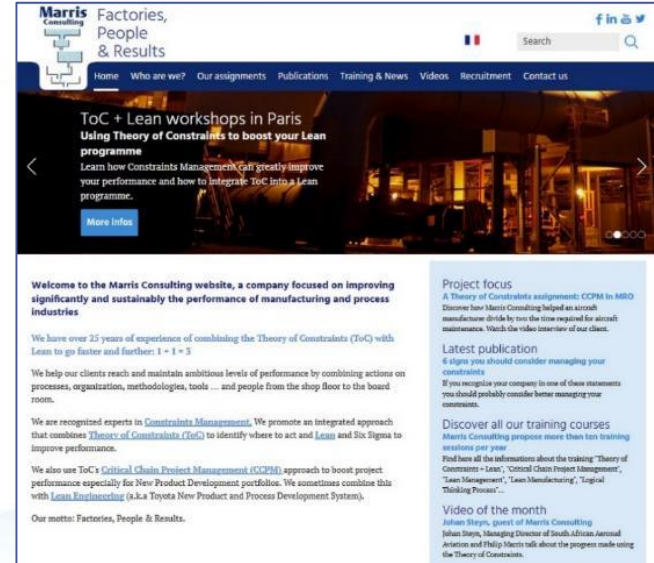 Marris
Consulting
Factories,
People
& Results
Search
Home Who are we? Our assignments Publications Training & News Videos Recruitment Contact us
ToC + Lean workshops in Paris
Using Theory of Constraints to boost your Lean
programme
Learn how Constraints Management can greatly improve
your performance and how to integrate ToC into a Lean
programme.
More infos
Welcome to the Marris Consulting website, a company focused on improving
significantly and sustainably the performance of manufacturing and process
industries
We have over 25 years of experience of combining the Theory of Constraints (ToC) with
Lean to go faster and further: 1 + 1 = 3
We help our clients reach and maintain ambitious levels of performance by combining actions on
processes, organization, methodologies, tools ... and people from the shop floor to the board
room.
We are recognized experts in Constraints Management. We promote an integrated approach
that combines Theory of Constraints (ToC) to identify where to act and Lean and Six Sigma to
improve performance.
We also use ToC's Critical Chain Project Management (CCPM) approach to boost project
performance especially for New Product Development portfolios. We sometimes combine this
with Lean Engineering (a.k.a Toyota New Product and Process Development System).
Our motto: Factories, People & Results.
Project focus
A Theory of Constraints assignment: CCPM in MRO
Discover how Marris Consulting helped an aircraft
manufacturer divide by two the time required for aircraft
maintenance. Watch the video interview of our client.
Latest publication
6 signs you should consider managing your
constraints
If you recognize your company in one of these statements
you should probably consider better managing your
constraints.
Discover all our training courses
Marris Consulting propose more than ten training
sessions per year
Find here all the informations about the training "Theory of
Constraints + Lean", "Critical Chain Project Management",
"Lean Management", "Lean Manufacturing", "Logical
Thinking Process"...
Video of the month
Johan Steyn, guest of Marris Consulting
Johan Steyn, Managing Director of South African Aerosud
Aviation and Philip Marris talk about the progress made using
the Theory of Constraints.